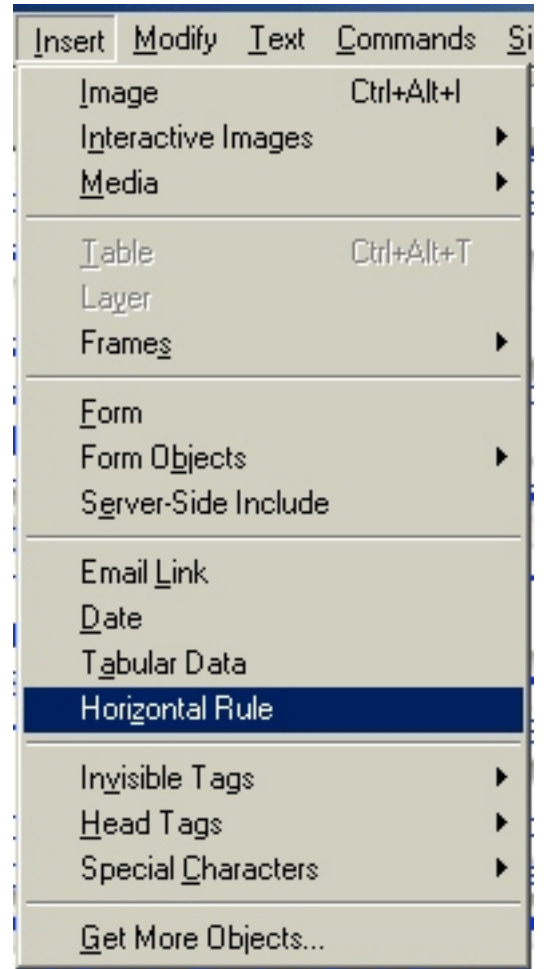 Insert Modify Text Commands Si
Image Ctrl+Alt+I
Interactive Images
Media
Table Ctrl+Alt+T
Layer
Frames
Form
Form Objects
Server-Side Include
Email Link
Date
Tabular Data
Horizontal Rule
Invisible Tags
Head Tags
Special Characters
Get More Objects...